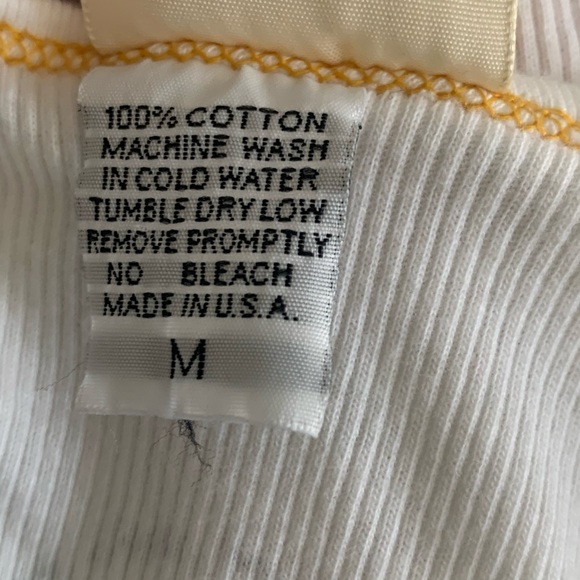 100% COTTON
MACHINE WASH
IN COLD WATER
TUMBLE DRY LOW
REMOVE PROMPTLY
NO BLEACH
MADE IN U.S.A.
M